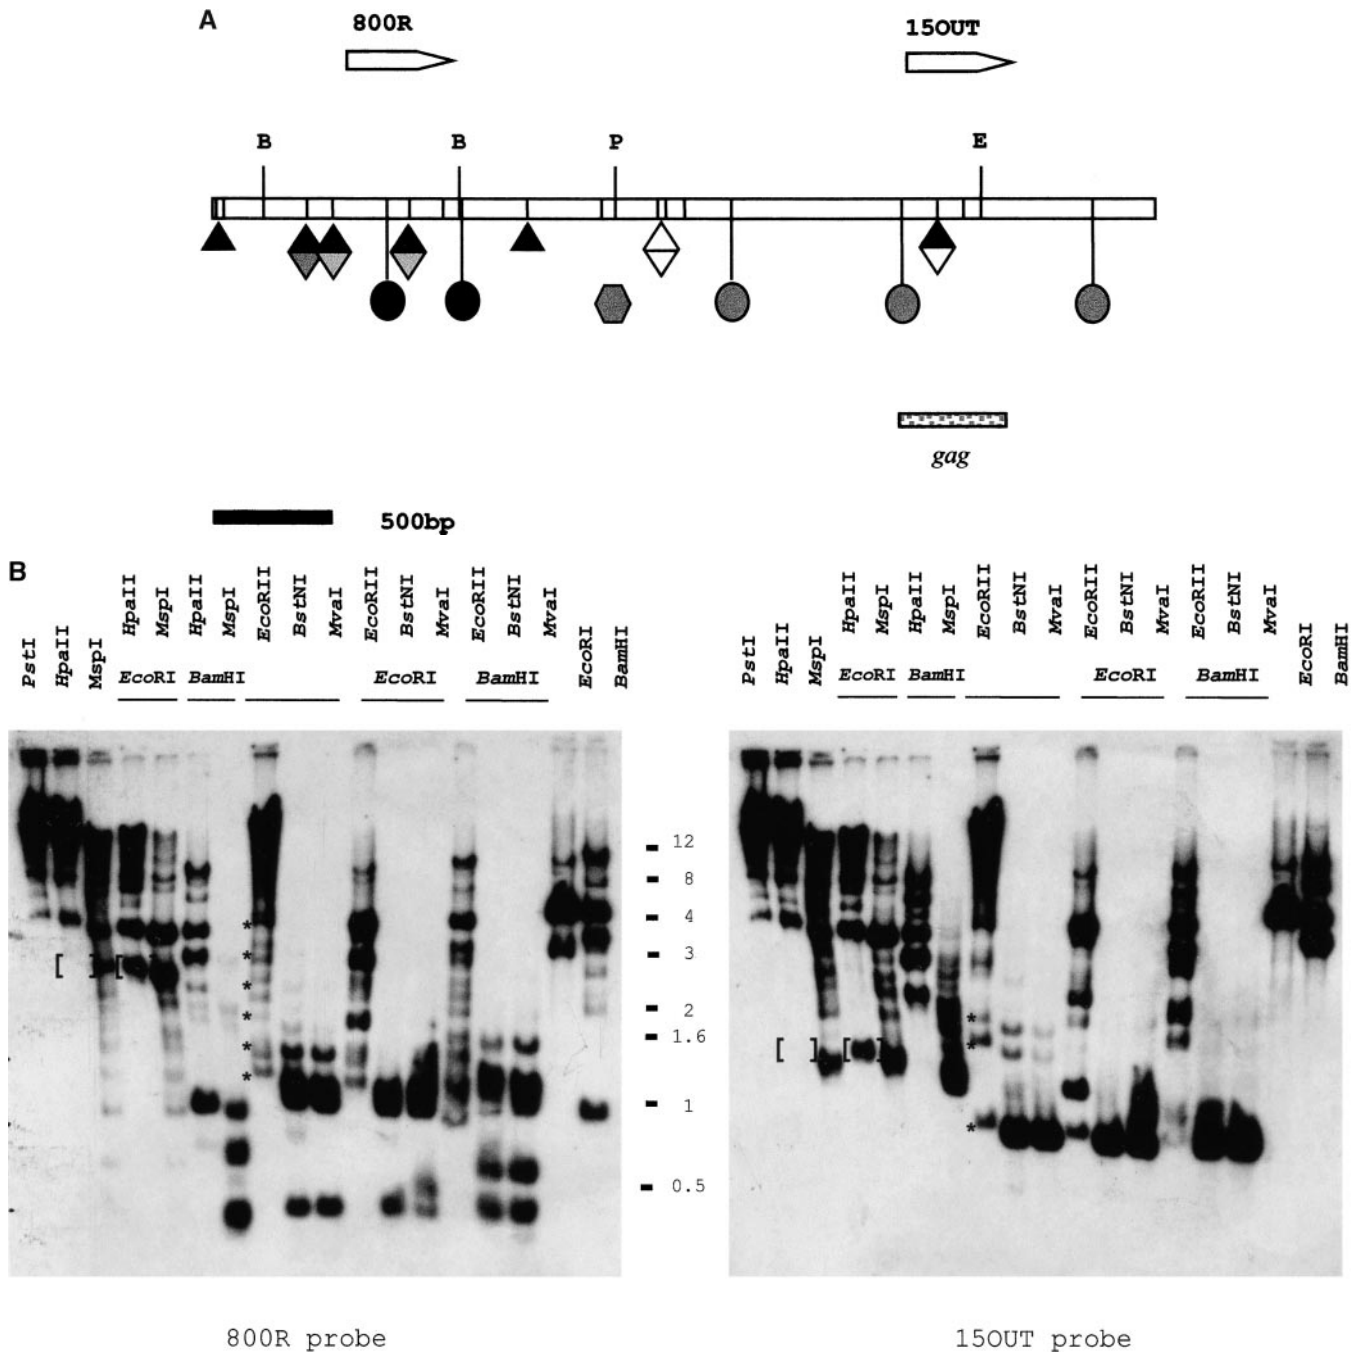 A
800R
15OUT
B B P E
gag
500bp
B
PstI HpaII MspI HpaII MspI HpaII MspI EcoRII BstNI MvaI EcoRII BstNI MvaI EcoRII BstNI MvaI EcoRI BamHI
EcoRI BamHI EcoRI BamHI
PstI HpaII MspI HpaII MspI HpaII MspI EcoRII BstNI MvaI EcoRII BstNI MvaI EcoRII BstNI MvaI EcoRI BamHI
EcoRI BamHI EcoRI BamHI
12
8
4
[ ] [ 3
2
1.6
[ ] [ ]
1
0.5
* * * * * *
* * *
800R probe
15OUT probe